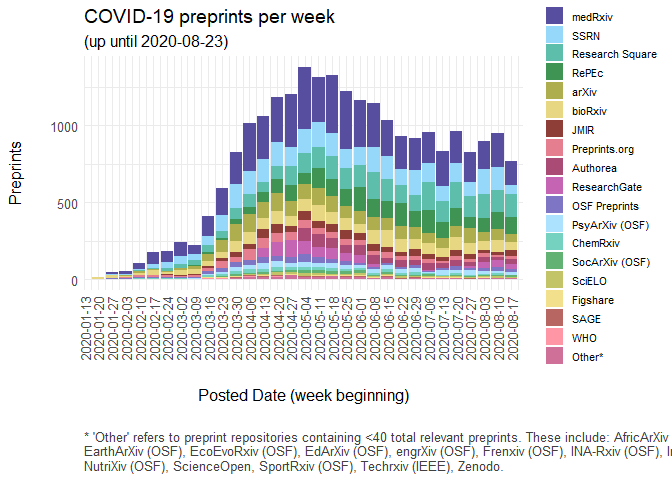 COVID-19 preprints per week
(up until 2020-08-23)
Preprints
1000
500
0
2020-01-13
2020-01-20
2020-01-27
2020-02-03
2020-02-10
2020-02-17
2020-02-24
2020-03-02
2020-03-09
2020-03-16
2020-03-23
2020-03-30
2020-04-06
2020-04-13
2020-04-20
2020-04-27
2020-05-04
2020-05-11
2020-05-18
2020-05-25
2020-06-01
2020-06-08
2020-06-15
2020-06-22
2020-06-29
2020-07-06
2020-07-13
2020-07-20
2020-07-27
2020-08-03
2020-08-10
2020-08-17
Posted Date (week beginning)
medRxiv
SSRN
Research Square
RePEc
arXiv
bioRxiv
JMIR
Preprints.org
Authorea
ResearchGate
OSF Preprints
PsyArXiv (OSF)
ChemRxiv
SocArXiv (OSF)
SciELO
Figshare
SAGE
WHO
Other*
* 'Other' refers to preprint repositories containing <40 total relevant preprints. These include: AfricArXiv
EarthArXiv (OSF), EcoEvoRxiv (OSF), EdArXiv (OSF), engrXiv (OSF), Frenxiv (OSF), INA-Rxiv (OSF),
NutriXiv (OSF), ScienceOpen, SportRxiv (OSF), Techrxiv (IEEE), Zenodo.